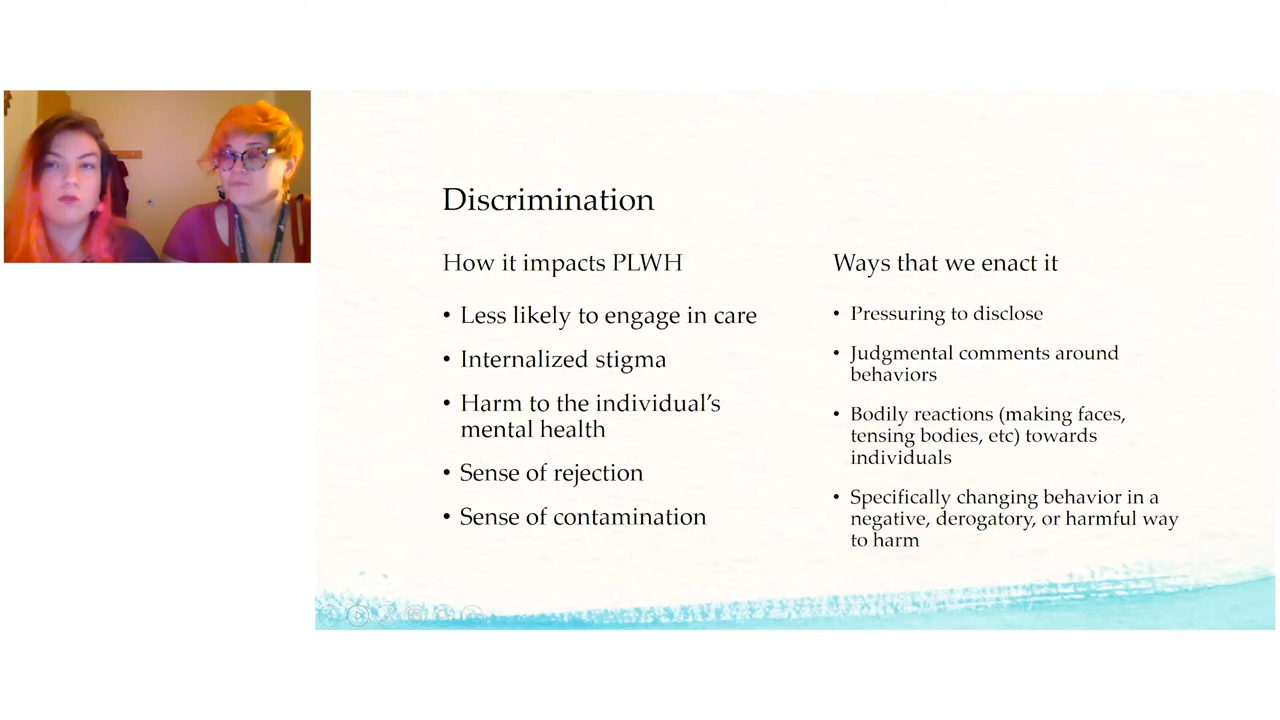 Discrimination
How it impacts PLWH
• Less likely to engage in care
• Internalized stigma
• Harm to the individual’s
mental health
• Sense of rejection
• Sense of contamination
Ways that we enact it
• Pressuring to disclose
• Judgmental comments around
behaviors
• Bodily reactions (making faces,
tensing bodies, etc) towards
individuals
• Specifically changing behavior in a
negative, derogatory, or harmful way
to harm